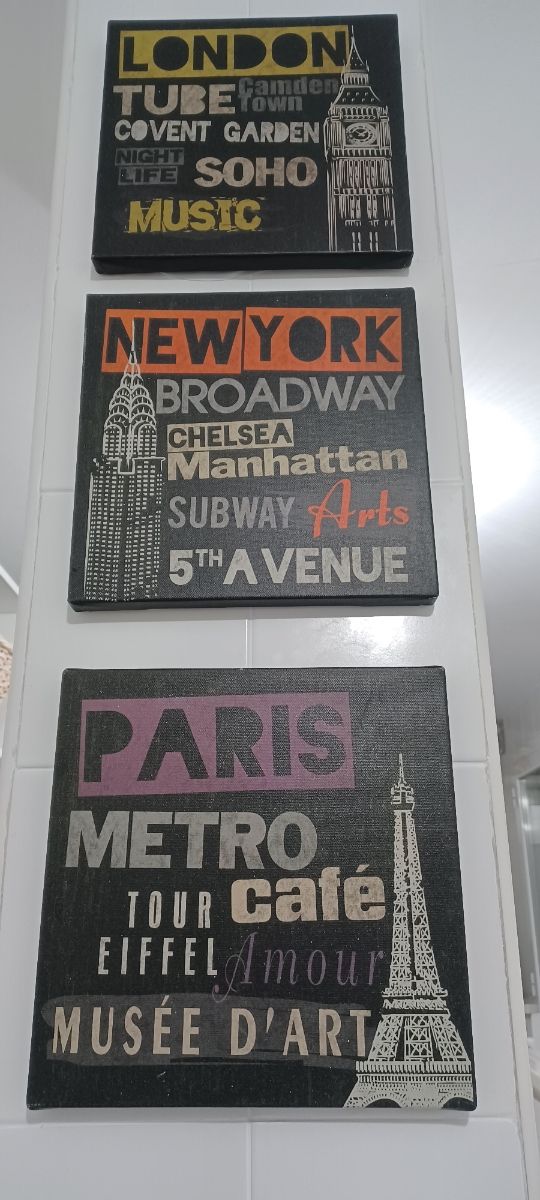 LONDON
TUBE Camden Town
COVENT GARDEN
NIGHT LIFE SOHO
MUSIC
NEW YORK
BROADWAY
CHELSEA
Manhattan
SUBWAY Arts
5TH AVENUE
PARIS
METRO
TOUR café
EIFFEL Amour
MUSÉE D'ART